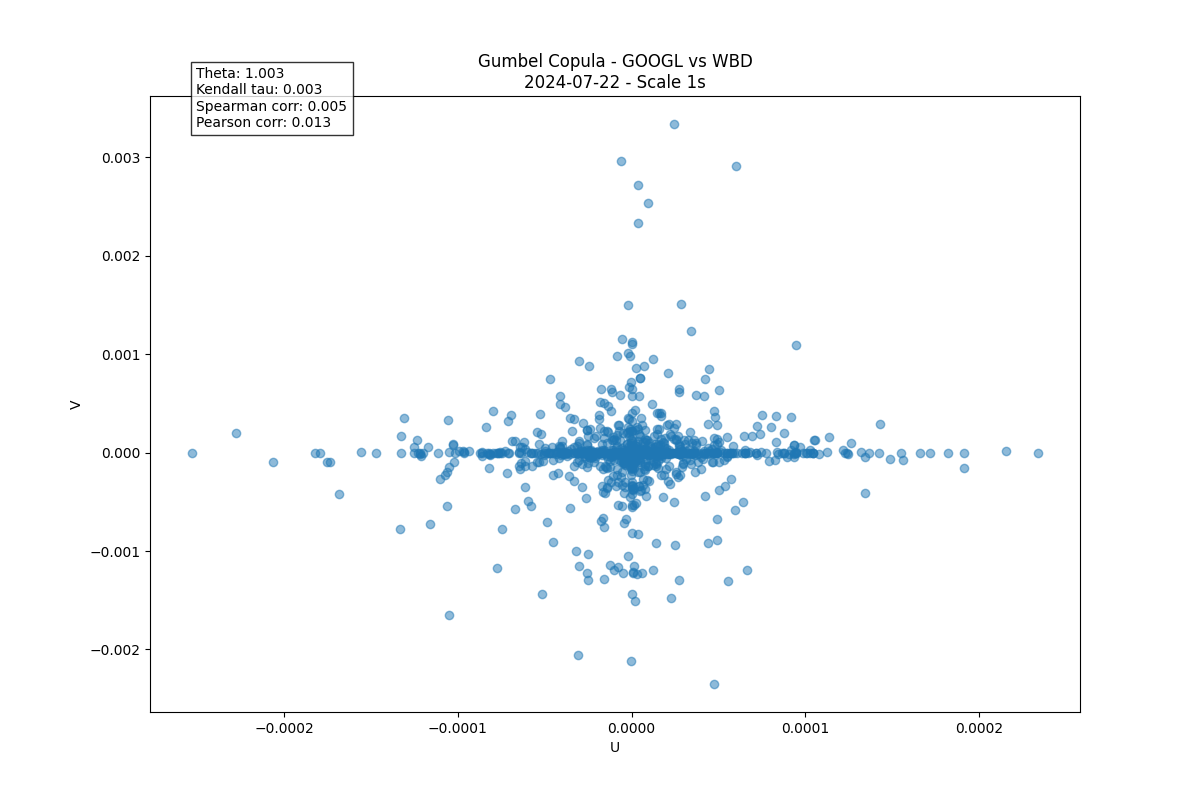 Gumbel Copula - GOOGL vs WBD
2024-07-22 - Scale 1s
Theta: 1.003
Kendall tau: 0.003
Spearman corr: 0.005
Pearson corr: 0.013
0.003
0.002
0.001
0.000
−0.001
−0.002
V
−0.0002
−0.0001
0.0000
0.0001
0.0002
U